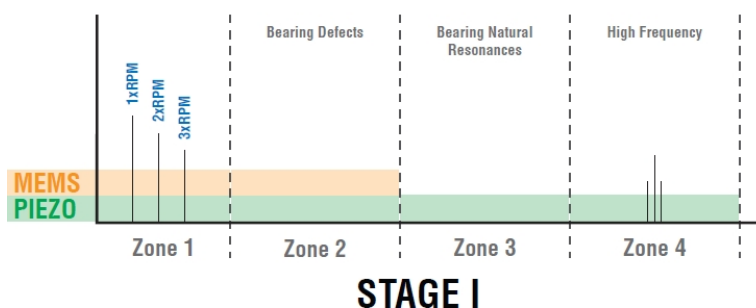 Bearing Defects
Bearing Natural
Resonances
High Frequency
1xRPM
2xRPM
3xRPM
MEMS
PIEZO
Zone 1
Zone 2
Zone 3
Zone 4
STAGE I